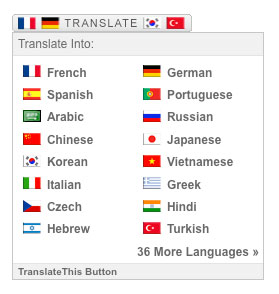 TRANSLATE
Translate Into:
French German
Spanish Portuguese
Arabic Russian
Chinese Japanese
Korean Vietnamese
Italian Greek
Czech Hindi
Hebrew Turkish
36 More Languages »
TranslateThis Button